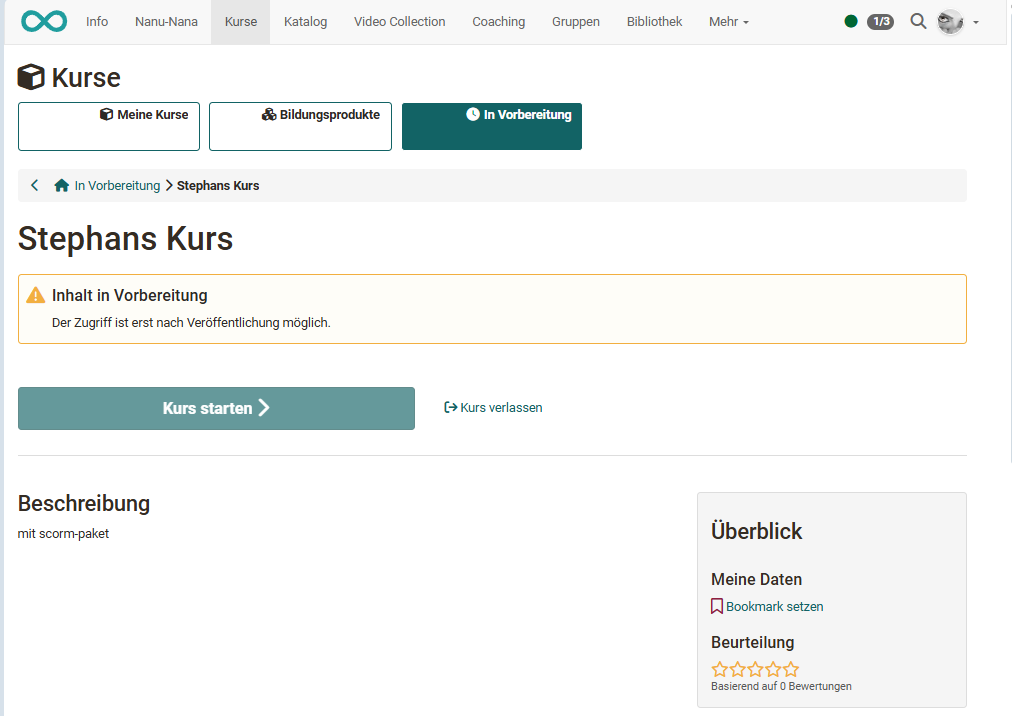 Info Nanu-Nana Kurse Katalog Video Collection Coaching Gruppen Bibliothek Mehr 1/3
Kurse
Meine Kurse Bildungsprodukte In Vorbereitung
In Vorbereitung Stephans Kurs
Stephans Kurs
Inhalt in Vorbereitung
Der Zugriff ist erst nach Veröffentlichung möglich.
Kurs starten Kurs verlassen
Beschreibung
mit scorm-paket
Überblick
Meine Daten
Bookmark setzen
Beurteilung
Basierend auf 0 Bewertungen